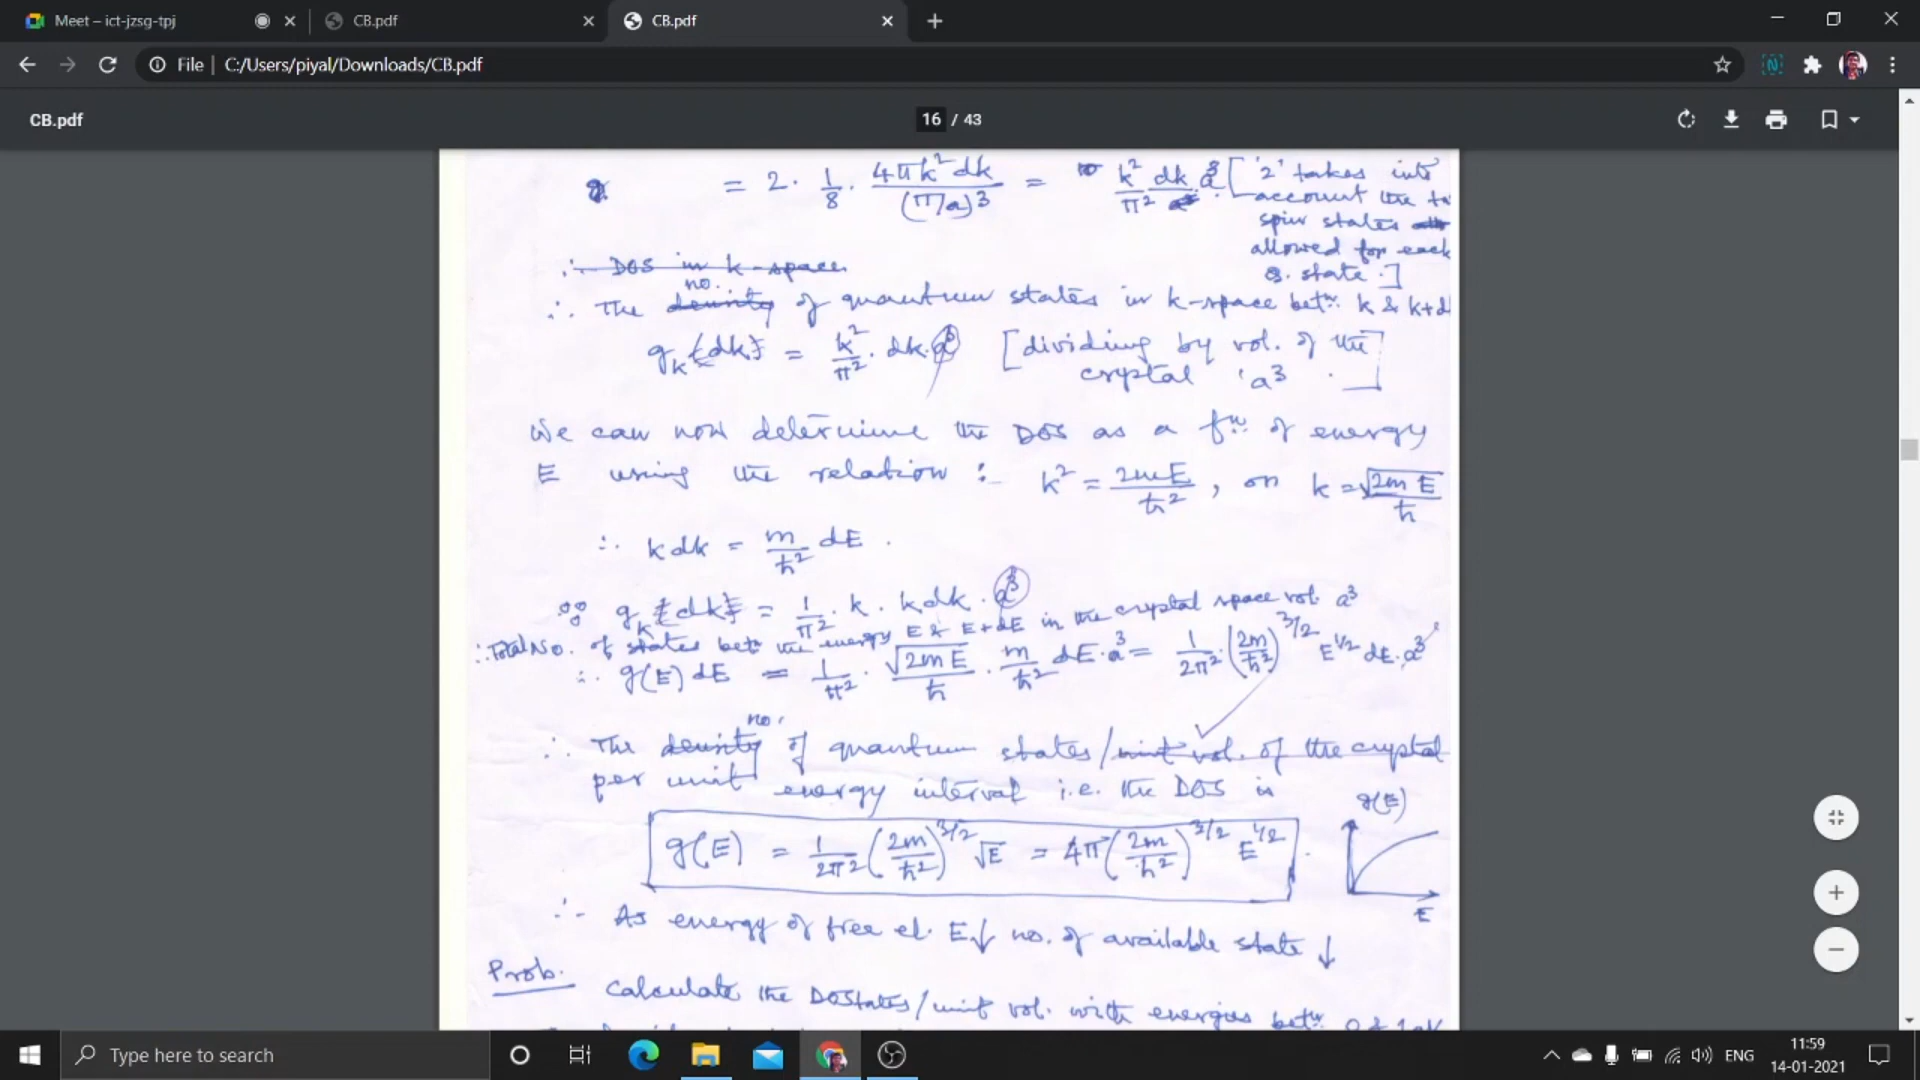 Meet – ict-jzsg-tpj
CB.pdf
CB.pdf
File | C:/Users/piyal/Downloads/CB.pdf
CB.pdf
16 / 43
= 2 · 1/8 · 4πk² dk / (π/a)³ = k²/π² dk · a³ ['2' takes into
account the
spin states
allowed for each
q. state.]
∴ DOS in k-space
no.
∴ The density of quantum states in k-space betⁿ. k & k+d
g_k {dk} = k²/π² · dk · a³ [dividing by vol. of the
crystal 'a³ ]
We can now determine the DOS as a fⁿ. of energy
E using the relation :- k² = 2mE/ħ², or k = √(2mE)/ħ
∴ k dk = m/ħ² dE.
g_k {dk} = 1/π² · k · k dk · a³
∴ Total No. of states betⁿ the energy E & E+dE in the crystal space vol. a³
∴ g(E) dE = 1/π² · √(2mE)/ħ · m/ħ² dE · a³ = 1/2π² · (2m/ħ²)^3/2 E^1/2 dE · a³
no.
∴ The density of quantum states / unit vol. of the crystal
per unit energy interval i.e. the DOS is
g(E)
g(E) = 1/2π² (2m/ħ²)^3/2 √E = 4π (2m/ħ²)^3/2 E^1/2
E
∴ As energy of free el. E↓ no. of available state ↓
Prob. Calculate the DOStates/unit vol. with energies betⁿ.
Type here to search
ENG
11:59
14-01-2021